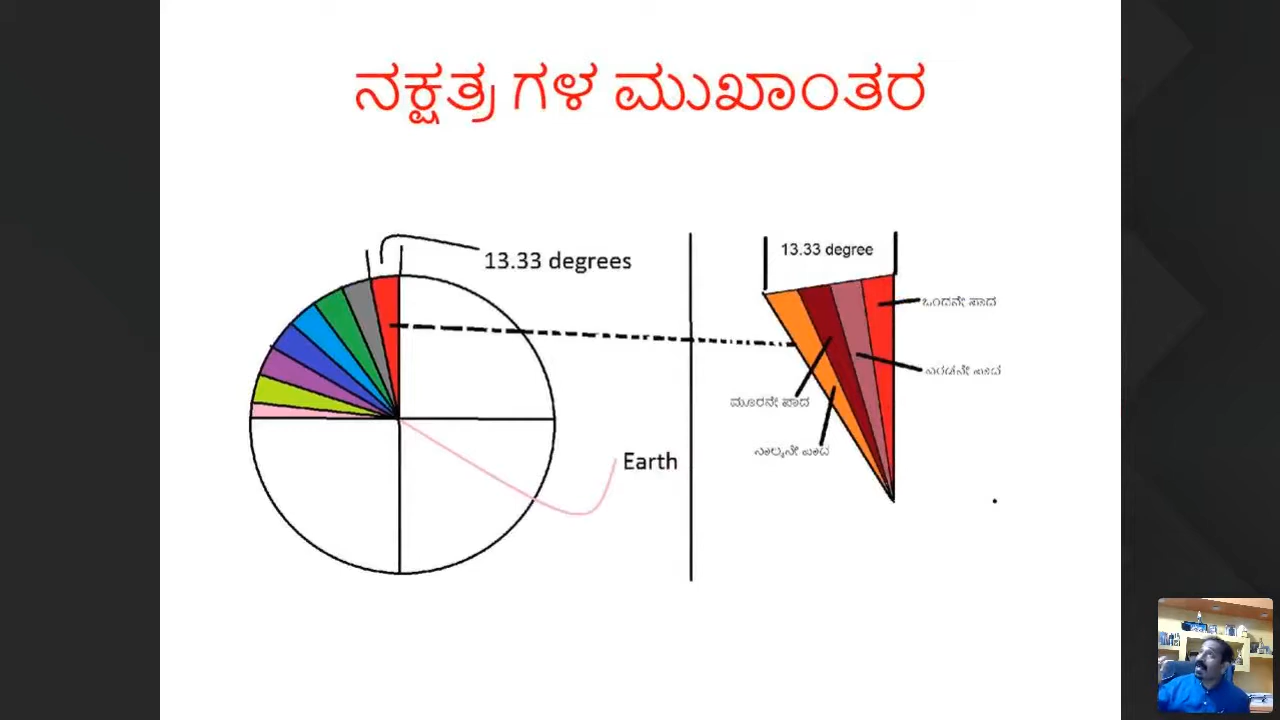 ನಕ್ಷತ್ರ ಗಳ ಮುಖಾಂತರ
13.33 degrees
Earth
13.33 degree
ಒಂದನೇ ಪಾದ
ಎರಡನೇ ಪಾದ
ಮೂರನೇ ಪಾದ
ನಾಲ್ಕನೇ ಪಾದ